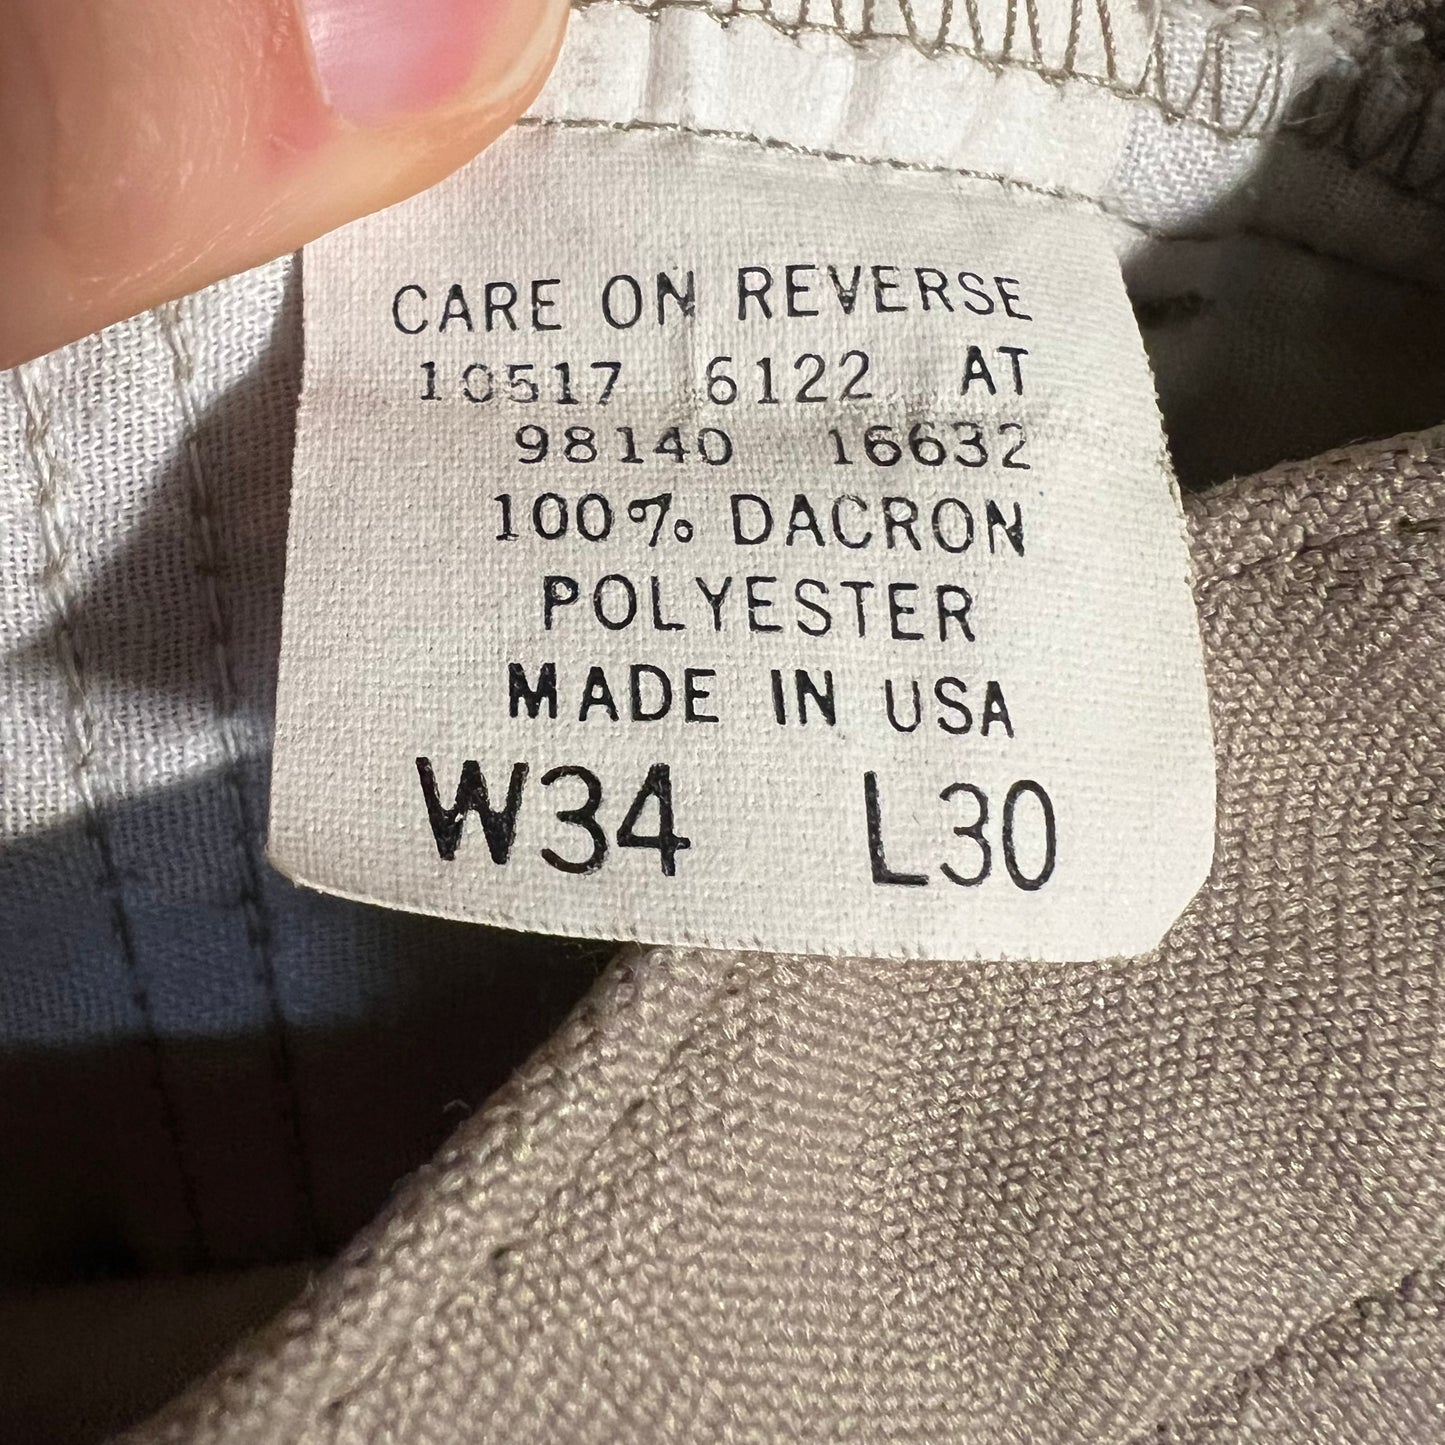 CARE ON REVERSE
10517 6122 AT
98140 16632
100% DACRON
POLYESTER
MADE IN USA
W34 L30